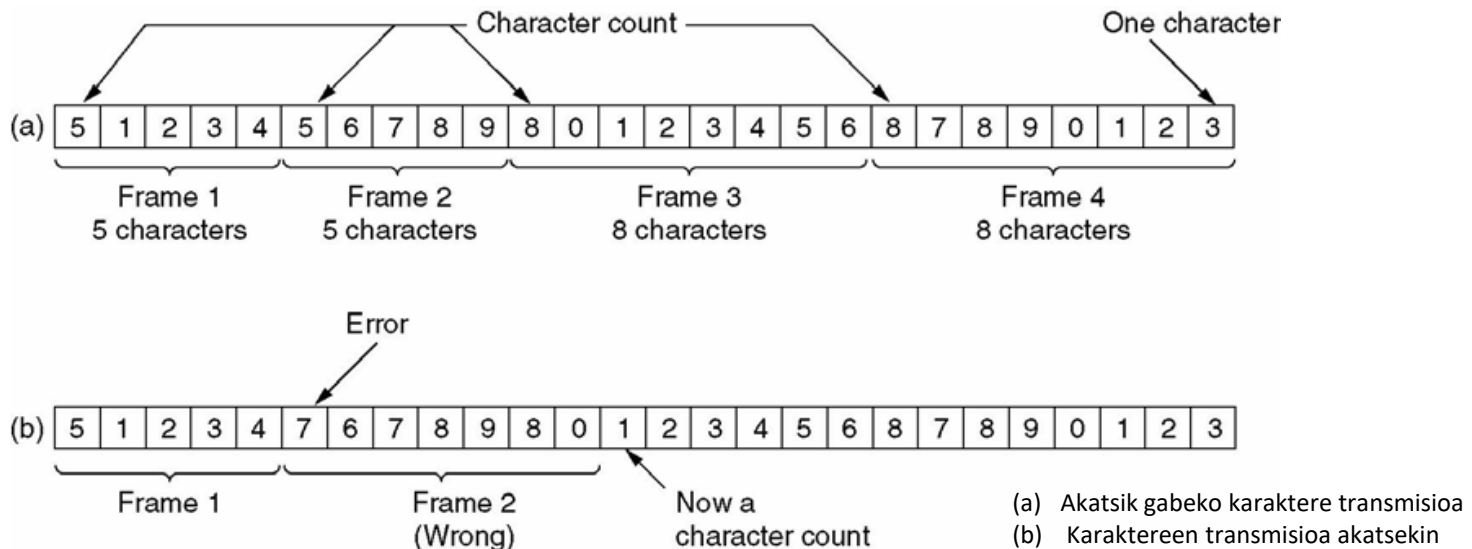 Character count
One character
(a) 5 1 2 3 4 5 6 7 8 9 8 0 1 2 3 4 5 6 8 7 8 9 0 1 2 3
Frame 1 Frame 2 Frame 3 Frame 4
5 characters 5 characters 8 characters 8 characters
Error
(b) 5 1 2 3 4 7 6 7 8 9 8 0 1 2 3 4 5 6 8 7 8 9 0 1 2 3
Frame 1 Frame 2 Now a
(Wrong) character count
(a) Akatsik gabeko karaktere transmisioa
(b) Karaktereen transmisioa akatsekin